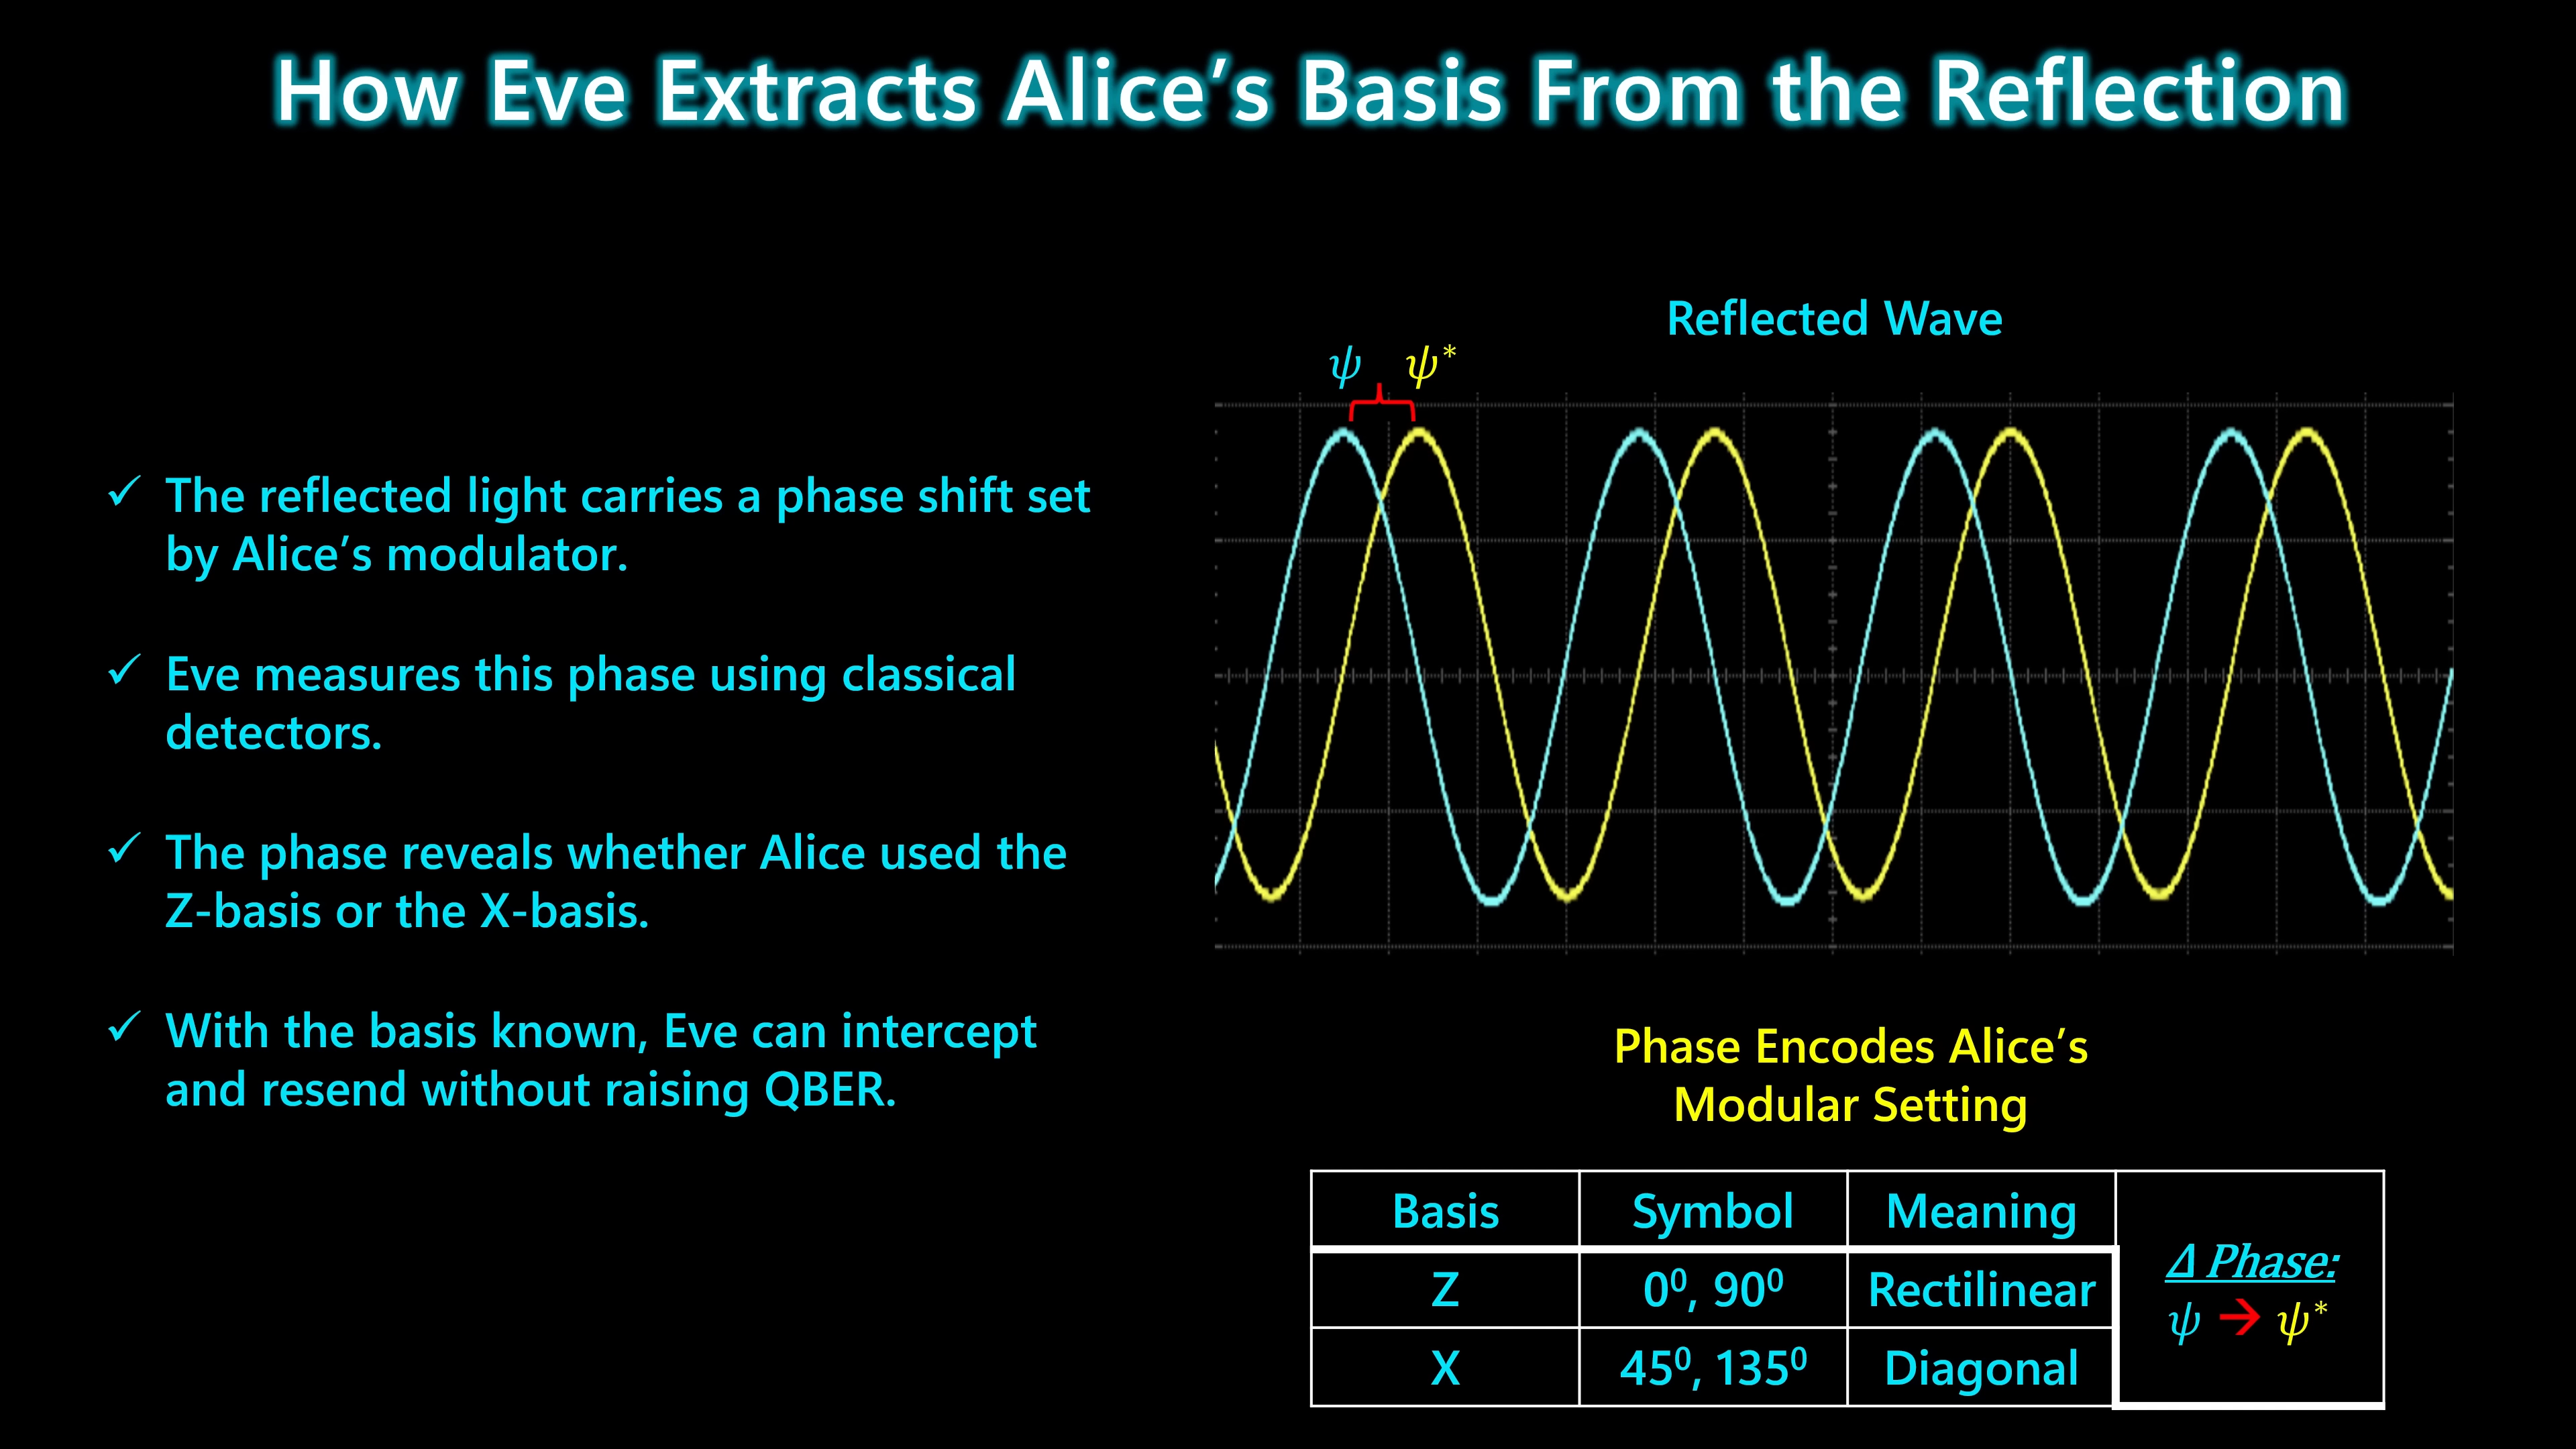 How Eve Extracts Alice’s Basis From the Reflection
✓ The reflected light carries a phase shift set
by Alice’s modulator.
✓ Eve measures this phase using classical
detectors.
✓ The phase reveals whether Alice used the
Z-basis or the X-basis.
✓ With the basis known, Eve can intercept
and resend without raising QBER.
Reflected Wave
ψ ψ*
Phase Encodes Alice’s
Modular Setting
Basis Symbol Meaning
Z 0⁰, 90⁰ Rectilinear
X 45⁰, 135⁰ Diagonal
Δ Phase:
ψ → ψ*